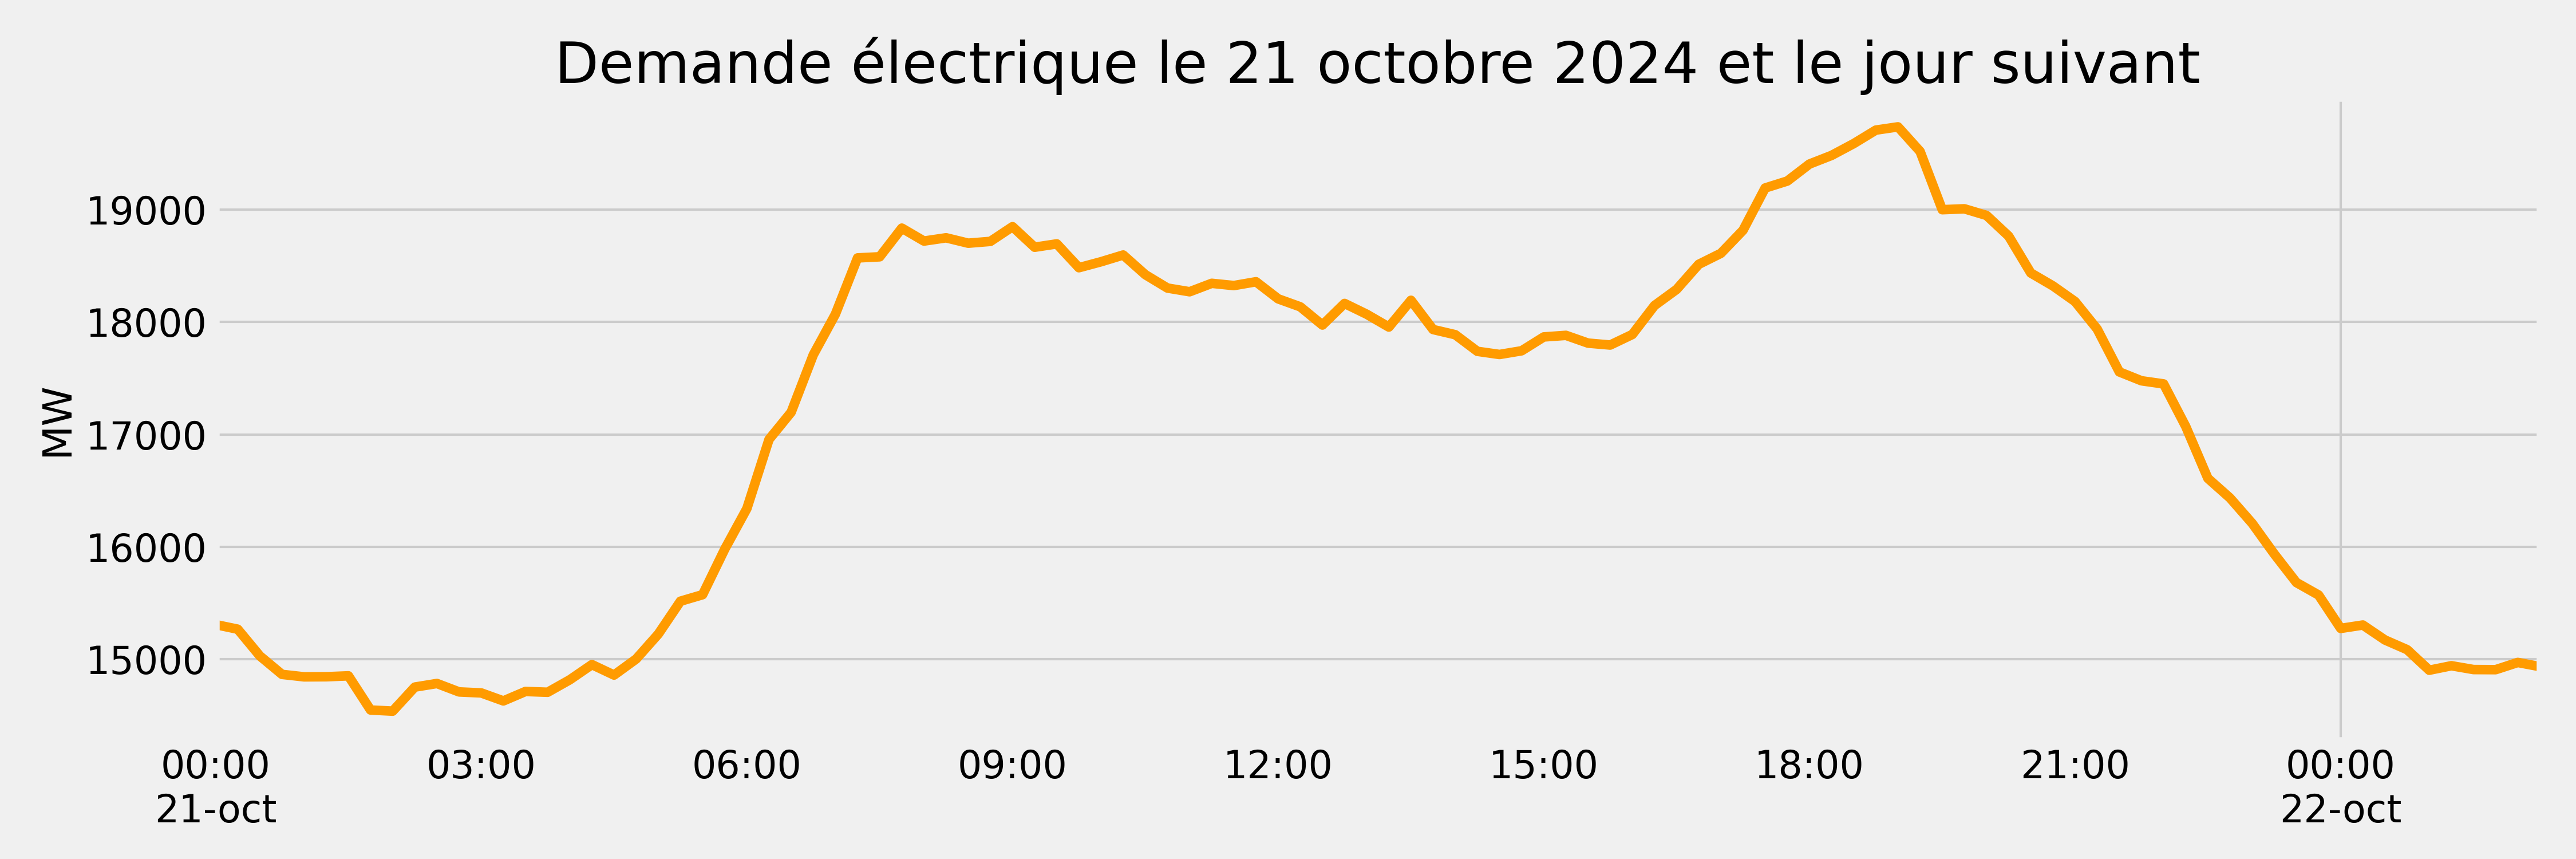 Demande électrique le 21 octobre 2024 et le jour suivant
MW
19000
18000
17000
16000
15000
00:00 03:00 06:00 09:00 12:00 15:00 18:00 21:00 00:00
21-oct 22-oct